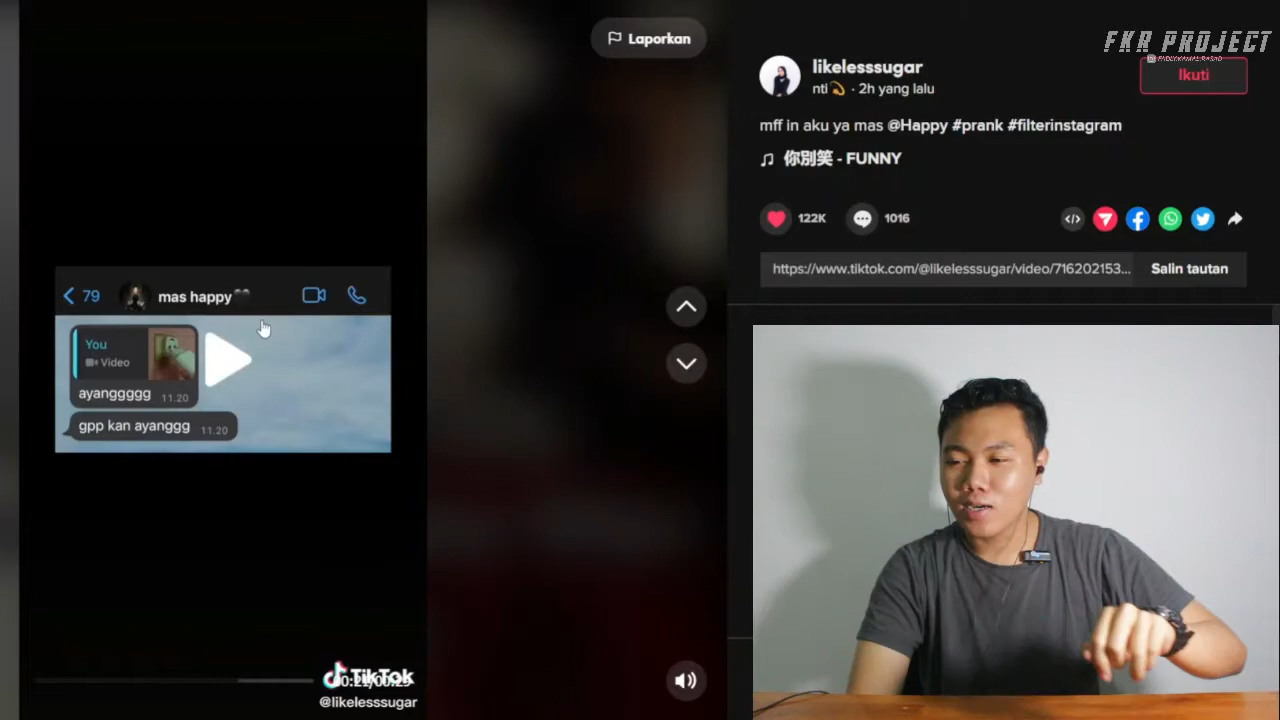 Laporkan
FKR PROJECT
likelesssugar
nti · 2h yang lalu
Ikuti
mff in aku ya mas @Happy #prank #filterinstagram
你別笑 - FUNNY
122K
1016
https://www.tiktok.com/@likelesssugar/video/716202153...
Salin tautan
79
mas happy
You
Video
ayanggggg 11.20
gpp kan ayanggg 11.20
TikTok
@likelesssugar